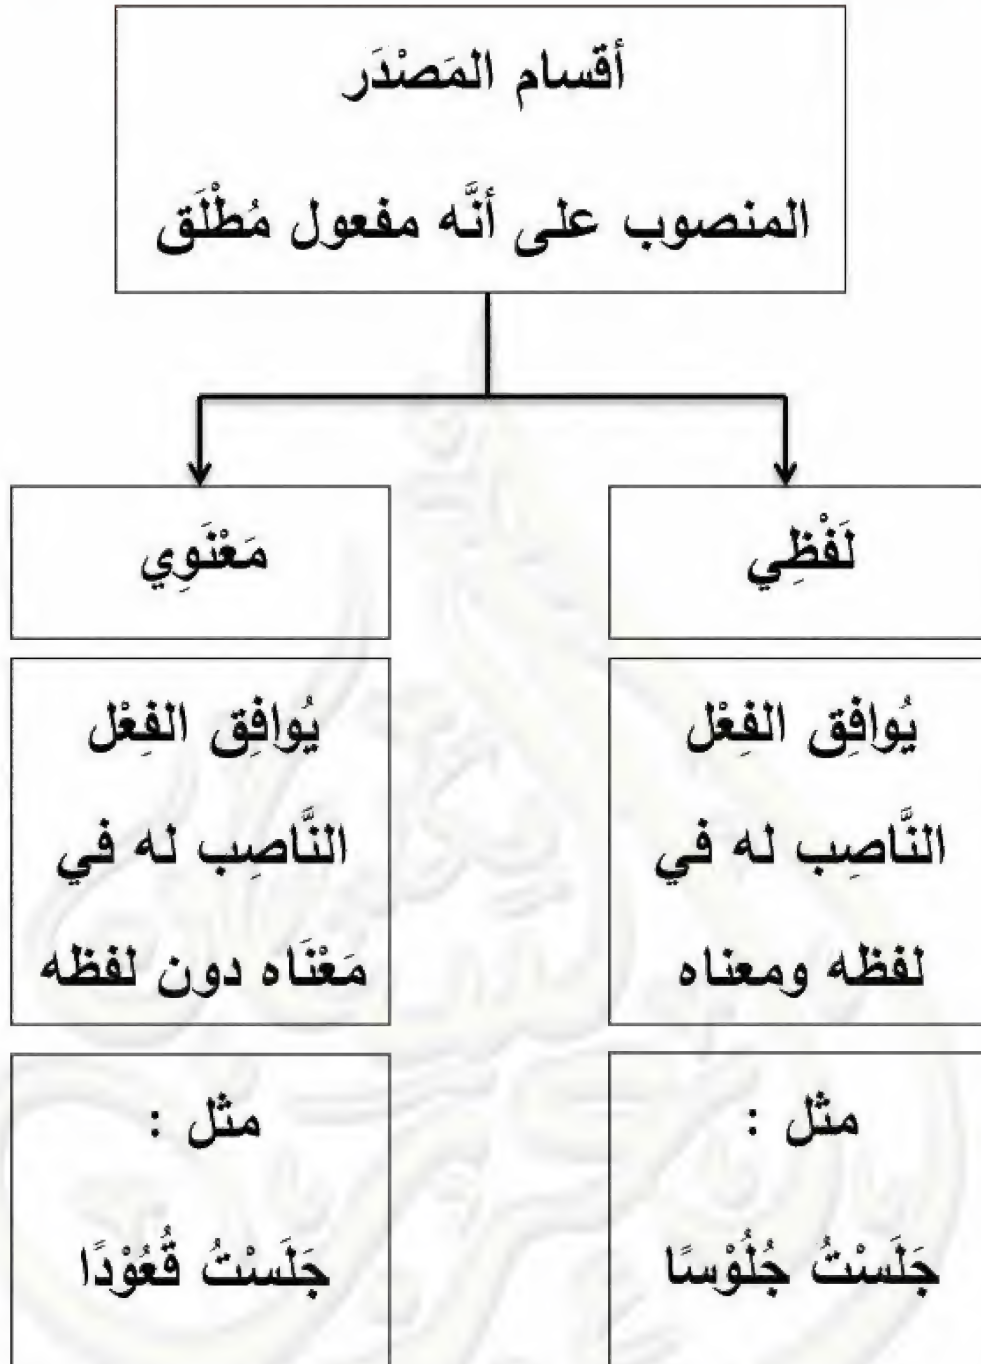 أقسام المَصْدَر
المنصوب على أنَّه مفعول مُطْلَق
لَفْظِي
مَعْنَوِي
يُوافِق الفِعْل
النَّاصِب له في
لفظه ومعناه
يُوافِق الفِعْل
النَّاصِب له في
مَعْنَاه دون لفظه
مثل :
جَلَسْتُ جُلُوْسًا
مثل :
جَلَسْتُ قُعُوْدًا